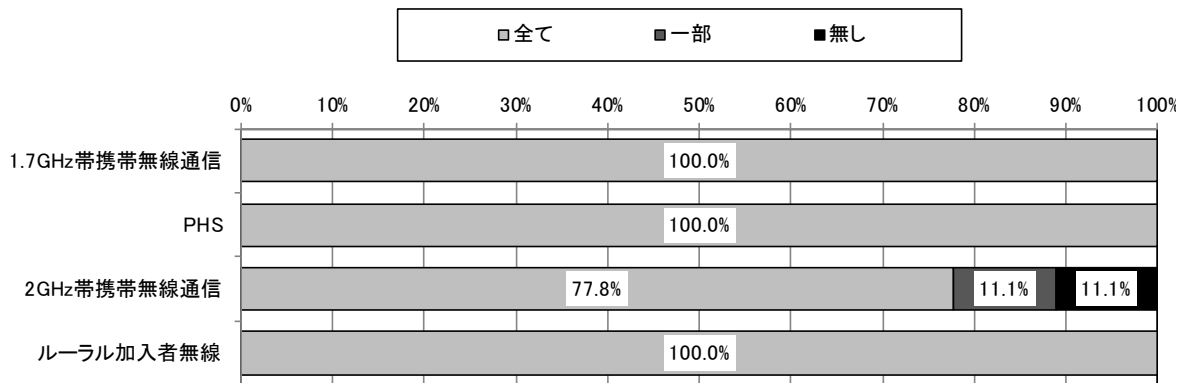 全て 一部 無し
0% 10% 20% 30% 40% 50% 60% 70% 80% 90% 100%
1.7GHz帯携帯無線通信 100.0%
PHS 100.0%
2GHz帯携帯無線通信 77.8% 11.1% 11.1%
ルーラル加入者無線 100.0%